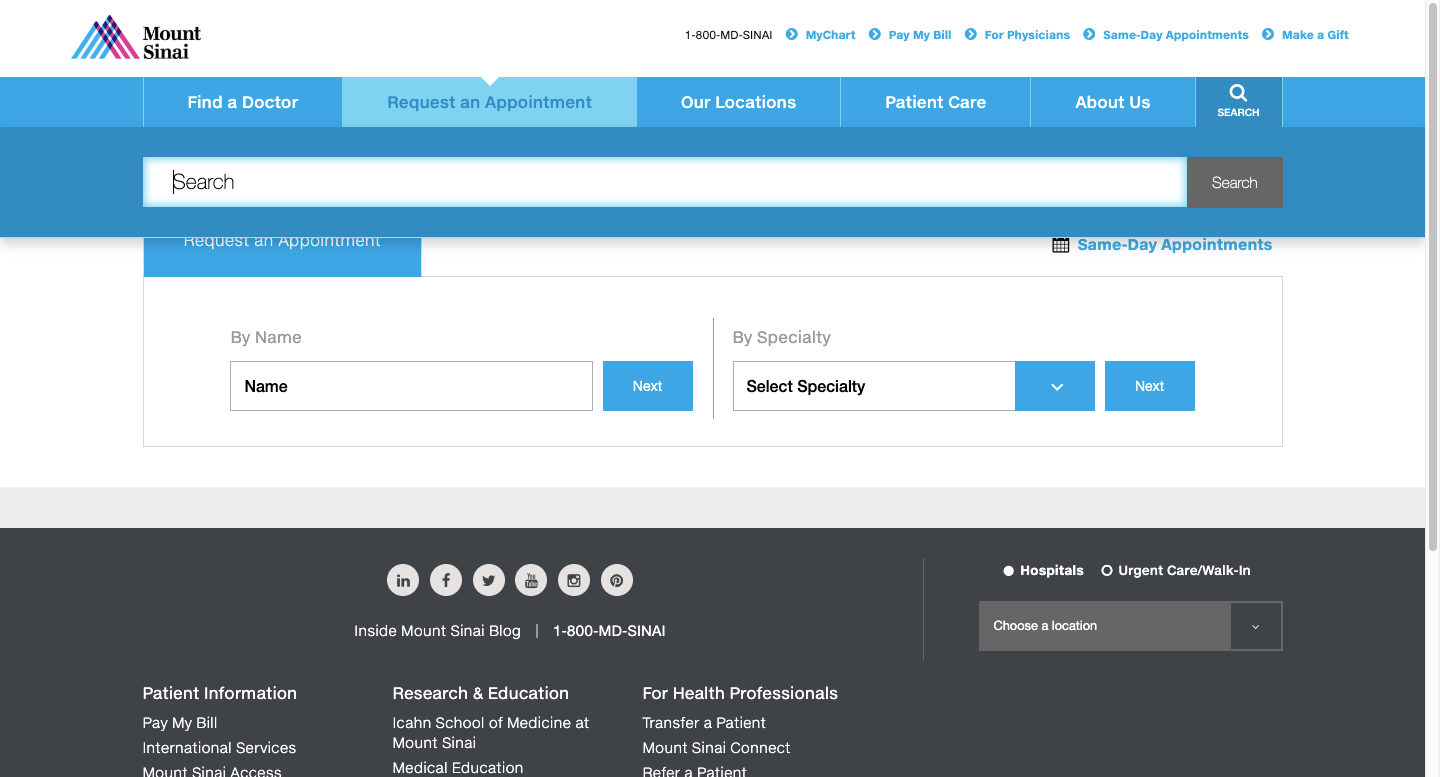 Mount
Sinai
1-800-MD-SINAI MyChart Pay My Bill For Physicians Same-Day Appointments Make a Gift
Find a Doctor Request an Appointment Our Locations Patient Care About Us SEARCH
Search Search
Request an Appointment Same-Day Appointments
By Name By Specialty
Name Next Select Specialty Next
Hospitals Urgent Care/Walk-In
Choose a location
Inside Mount Sinai Blog | 1-800-MD-SINAI
Patient Information
Pay My Bill
International Services
Mount Sinai Access
Research & Education
Icahn School of Medicine at
Mount Sinai
Medical Education
For Health Professionals
Transfer a Patient
Mount Sinai Connect
Refer a Patient